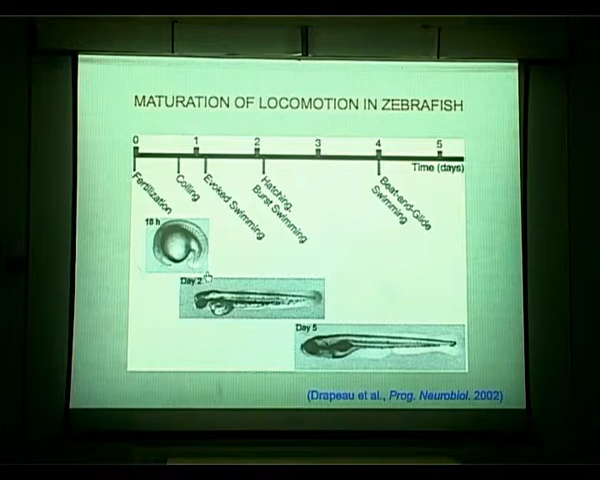 MATURATION OF LOCOMOTION IN ZEBRAFISH
0 1 2 3 4 5
Time (days)
Fertilization
Coiling
Evoked Swimming
Hatching,
Burst Swimming
Beat-and-Glide
Swimming
18 h
Day 2
Day 5
(Drapeau et al., Prog. Neurobiol. 2002)